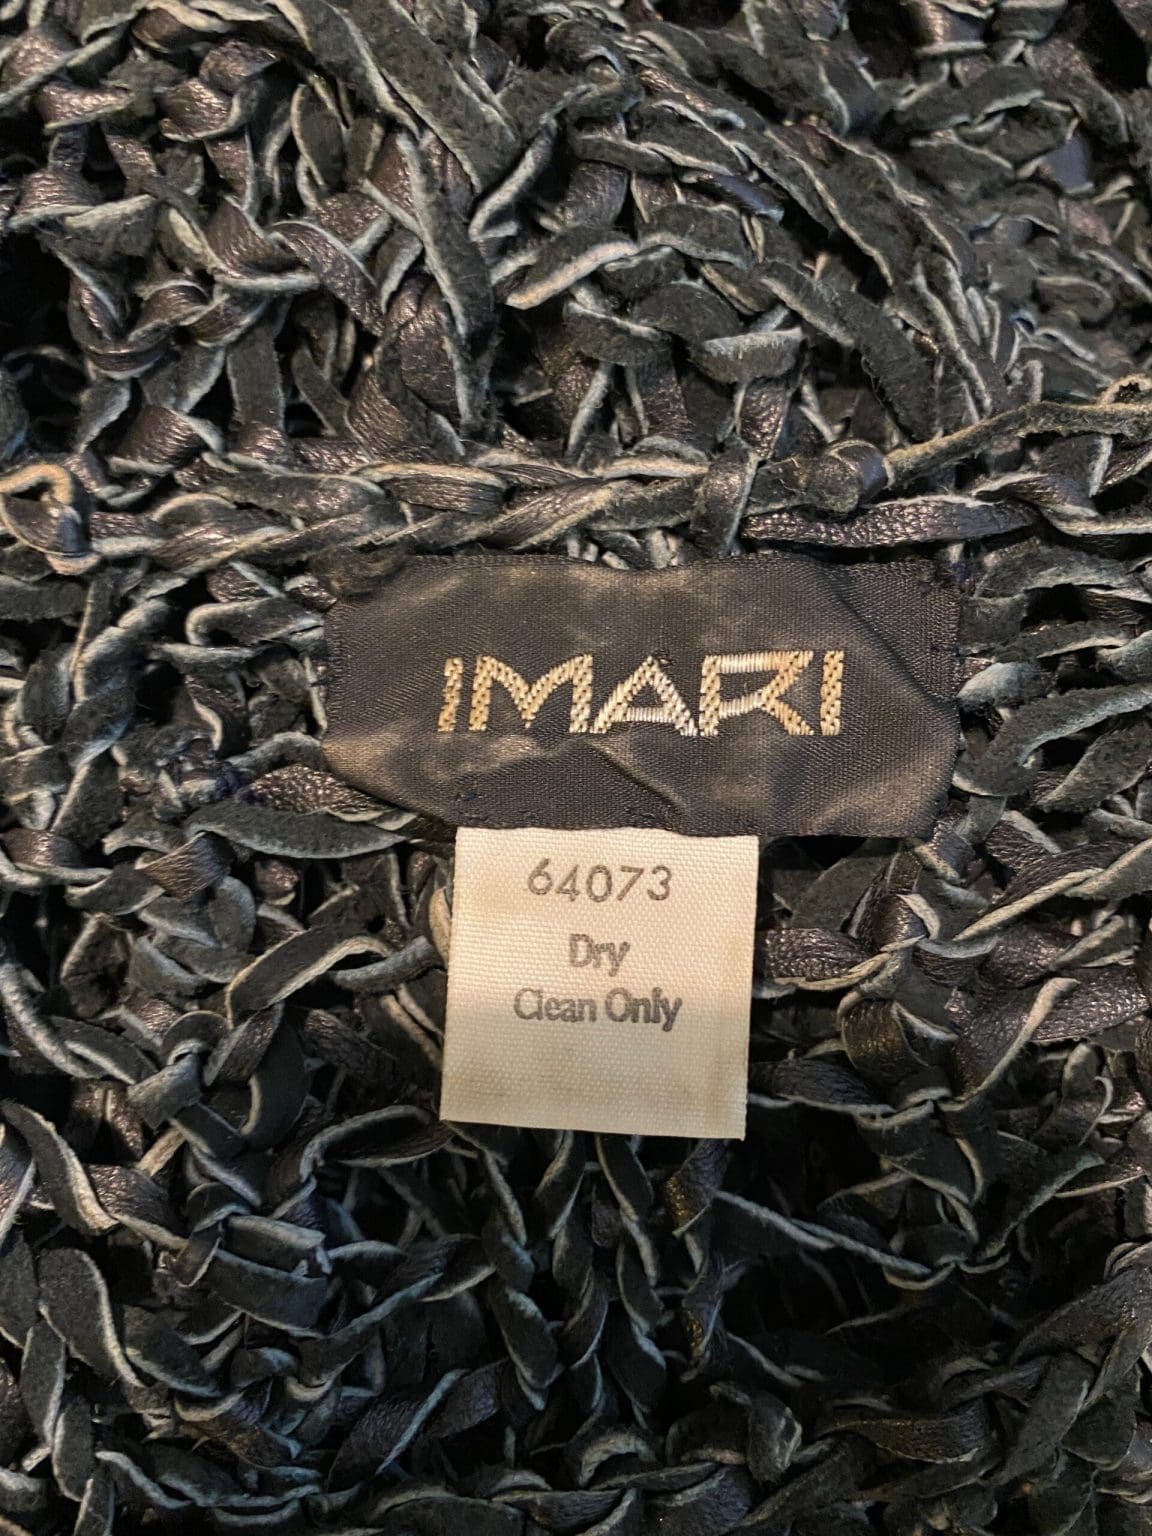 IMARI
64073
Dry
Clean Only